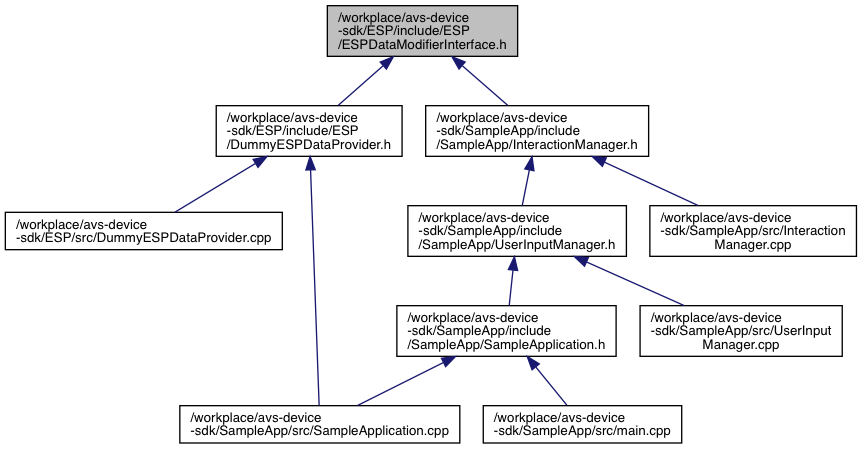 /workplace/avs-device
-sdk/ESP/include/ESP
/ESPDataModifierInterface.h
/workplace/avs-device
-sdk/ESP/include/ESP
/DummyESPDataProvider.h
/workplace/avs-device
-sdk/SampleApp/include
/SampleApp/InteractionManager.h
/workplace/avs-device
-sdk/ESP/src/DummyESPDataProvider.cpp
/workplace/avs-device
-sdk/SampleApp/include
/SampleApp/UserInputManager.h
/workplace/avs-device
-sdk/SampleApp/src/Interaction
Manager.cpp
/workplace/avs-device
-sdk/SampleApp/include
/SampleApp/SampleApplication.h
/workplace/avs-device
-sdk/SampleApp/src/UserInput
Manager.cpp
/workplace/avs-device
-sdk/SampleApp/src/SampleApplication.cpp
/workplace/avs-device
-sdk/SampleApp/src/main.cpp